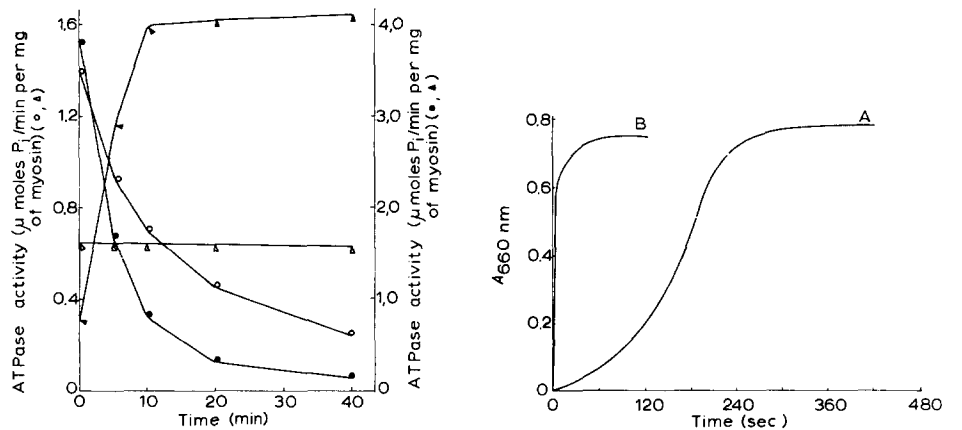 ATPase activity (μmoles Pi/min per mg
of myosin) (○, △)
1,6
1,2
0.8
0.4
0
0
10
20
30
40
Time (min)
4,0
3,0
2,0
1,0
0
ATPase activity (μmoles Pi/min per mg
of myosin) (●, ▲)
A660 nm
0.8
0.6
0.4
0.2
0
B
A
0
120
240
360
480
Time (sec)